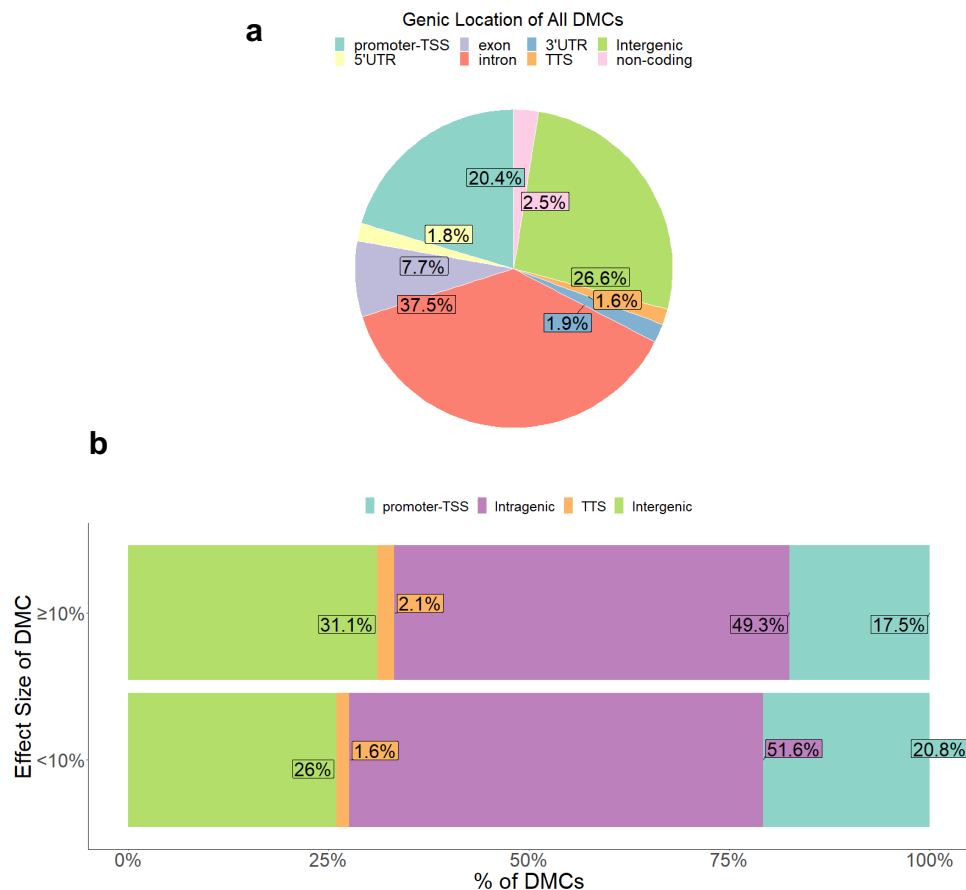 a
Genic Location of All DMCs
promoter-TSS exon 3'UTR Intergenic
5'UTR intron TTS non-coding
20.4%
2.5%
1.8%
7.7%
26.6%
37.5%
1.6%
1.9%
b
promoter-TSS Intragenic TTS Intergenic
Effect Size of DMC
≥10%
2.1%
31.1% 49.3% 17.5%
<10%
1.6% 51.6% 20.8%
26%
0% 25% 50% 75% 100%
% of DMCs